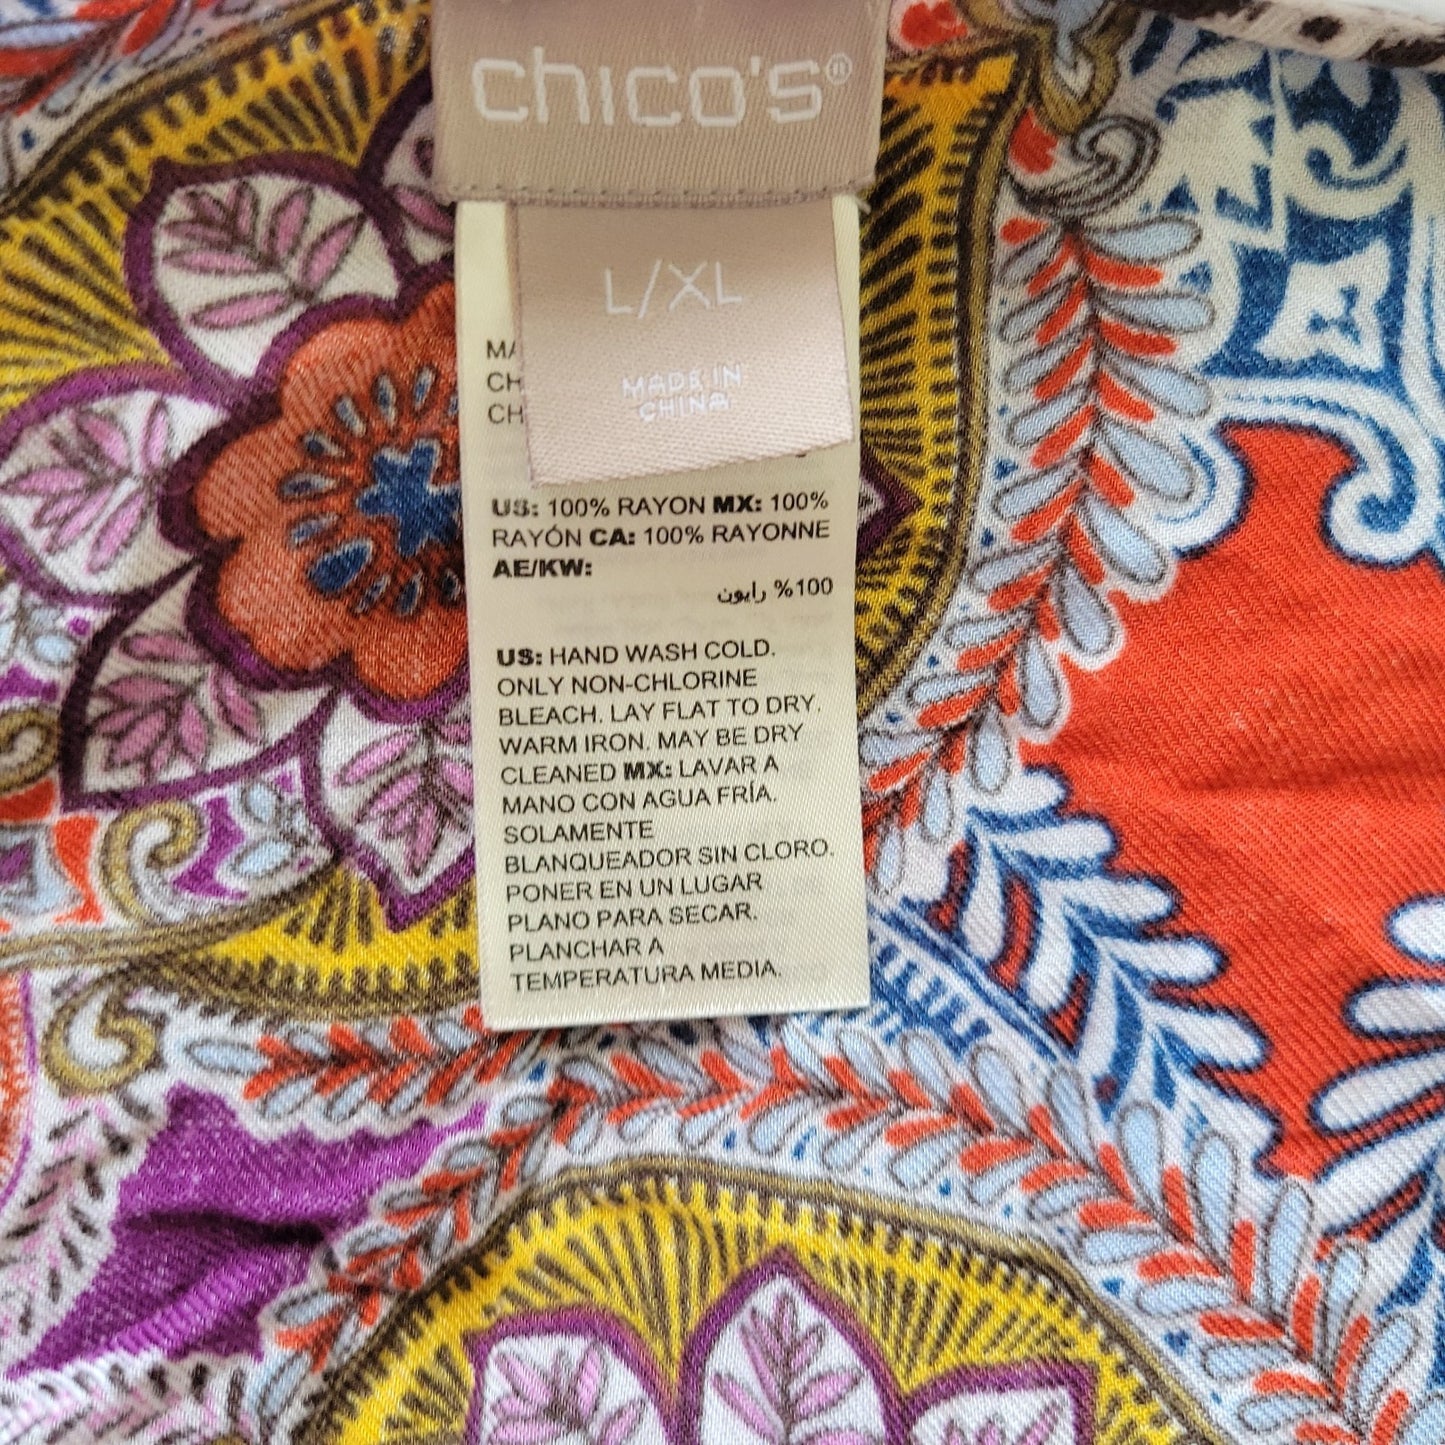 chico's®
L/XL
MADE IN
CHINA
US: 100% RAYON MX: 100%
RAYÓN CA: 100% RAYONNE
AE/KW:
100% رايون
US: HAND WASH COLD.
ONLY NON-CHLORINE
BLEACH. LAY FLAT TO DRY.
WARM IRON. MAY BE DRY
CLEANED MX: LAVAR A
MANO CON AGUA FRÍA.
SOLAMENTE
BLANQUEADOR SIN CLORO.
PONER EN UN LUGAR
PLANO PARA SECAR.
PLANCHAR A
TEMPERATURA MEDIA.